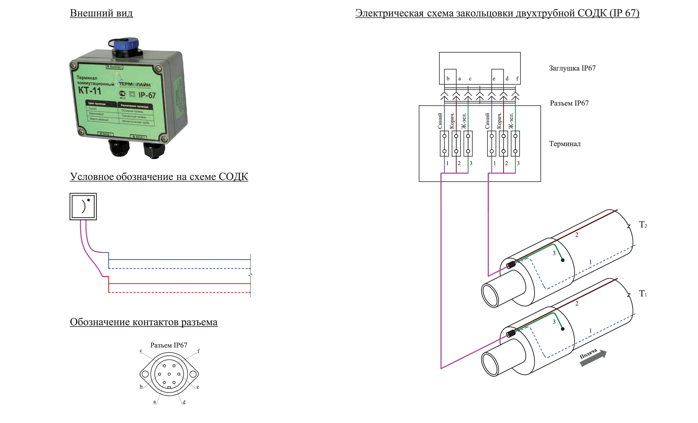 Внешний вид
Электрическая схема закольцовки двухтрубной СОДК (IP 67)
Терминал
коммутационный
КТ-11
ТЕРМОЛАЙН
IP-67
Заглушка IP67
b a c e d f
Разъем IP67
Синий Корич. Ж-зел. Синий Корич. Ж-зел.
Терминал
1 2 3 1 2 3
Условное обозначение на схеме СОДК
T2
2
3
1
T1
2
3
1
Подача
Обозначение контактов разъема
Разъем IP67
c f
b e
d